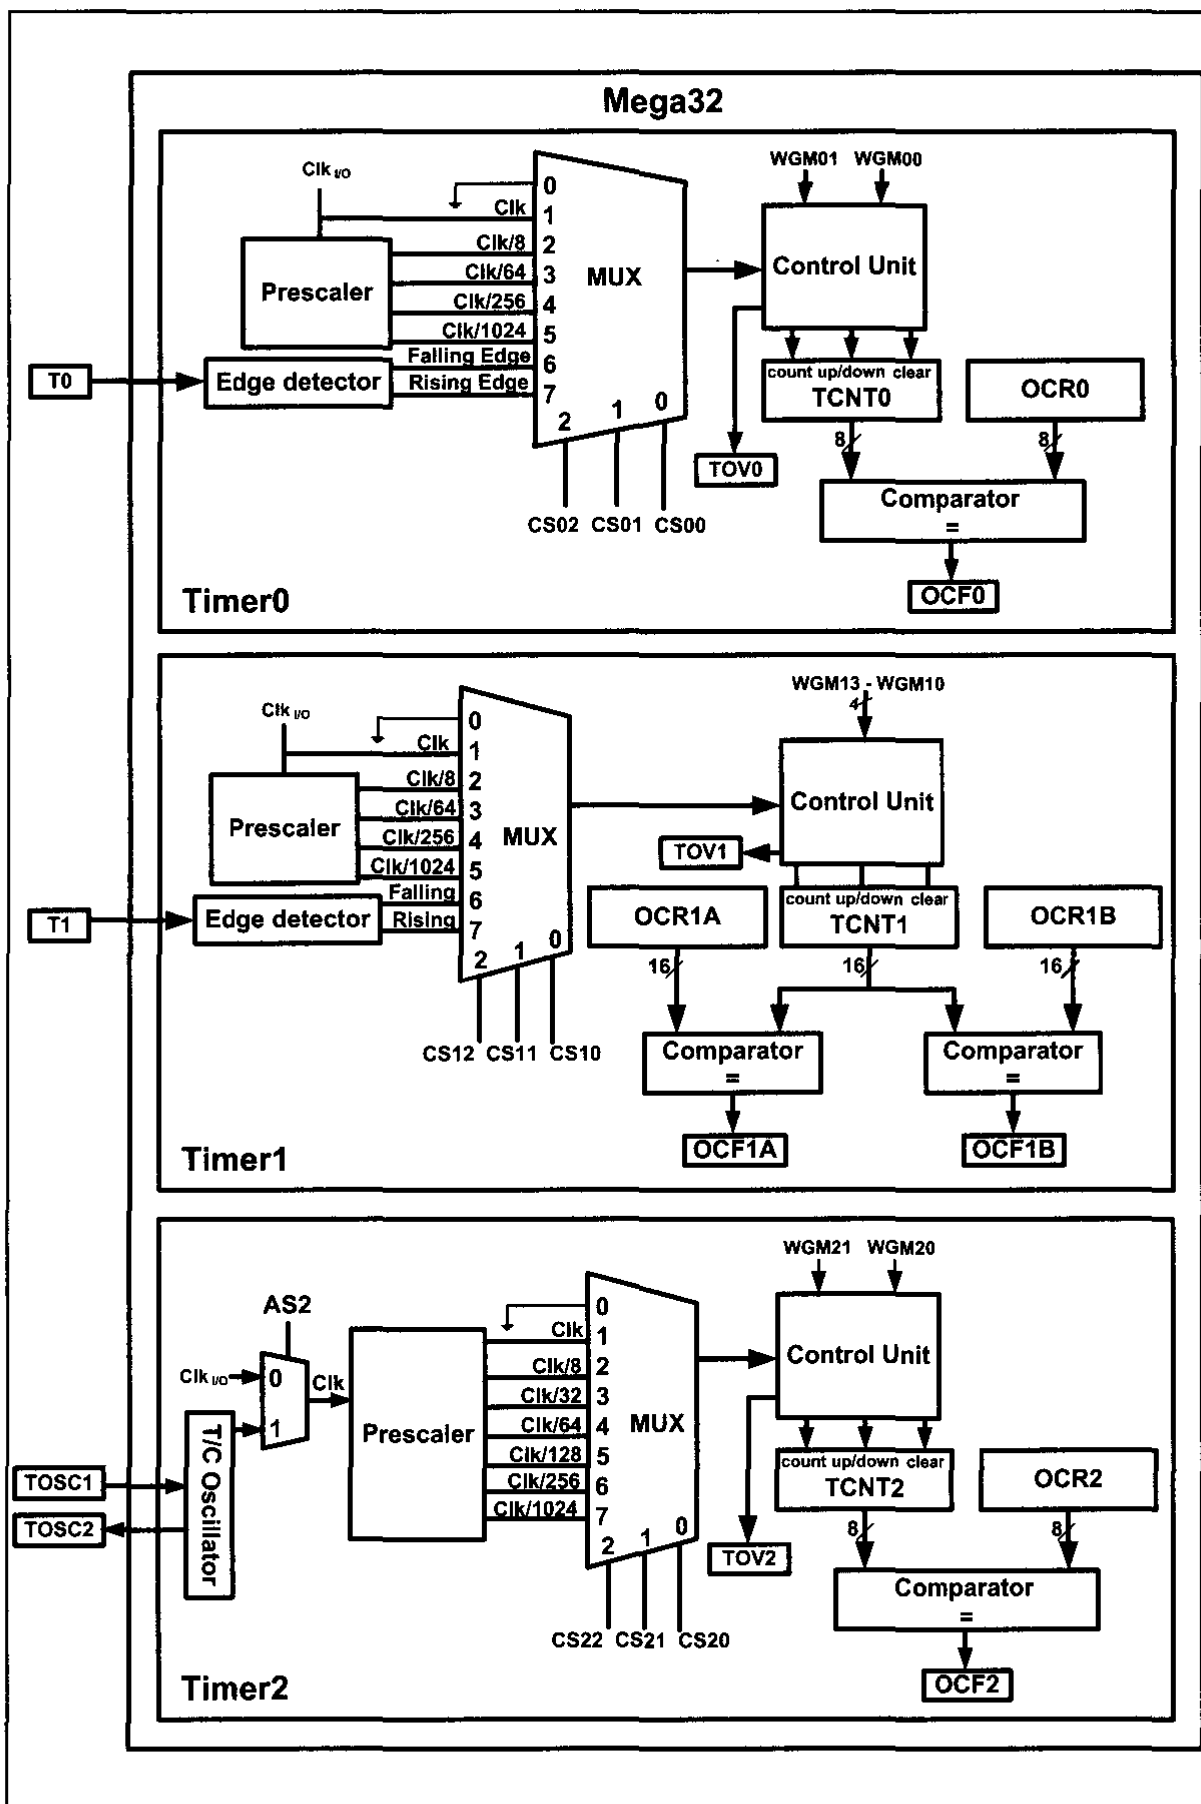 Mega32
WGM01 WGM00
Clk I/O
0
Clk 1
Clk/8 2
Clk/64 3
Clk/256 4
Clk/1024 5
Falling Edge 6
Rising Edge 7
MUX
2 1 0
Prescaler
Control Unit
T0
Edge detector
count up/down clear
TCNT0
OCR0
8 8
TOV0
Comparator
=
CS02 CS01 CS00
OCF0
Timer0
WGM13 - WGM10
4
Clk I/O
0
Clk 1
Clk/8 2
Clk/64 3
Clk/256 4
Clk/1024 5
Falling 6
Rising 7
MUX
2 1 0
Prescaler
Control Unit
TOV1
T1
Edge detector
OCR1A
count up/down clear
TCNT1
OCR1B
16 16 16
CS12 CS11 CS10
Comparator
=
Comparator
=
OCF1A OCF1B
Timer1
WGM21 WGM20
AS2
0
Clk 1
Clk/8 2
Clk/32 3
Clk/64 4
Clk/128 5
Clk/256 6
Clk/1024 7
MUX
2 1 0
Clk I/O 0
1
Clk
Prescaler
Control Unit
T/C Oscillator
TOSC1
TOSC2
count up/down clear
TCNT2
OCR2
8 8
TOV2
Comparator
=
CS22 CS21 CS20
OCF2
Timer2